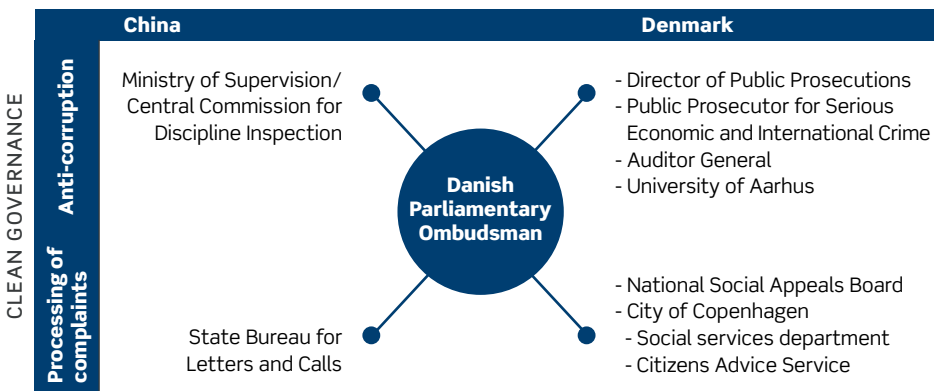 China
Denmark
CLEAN GOVERNANCE
Anti-corruption
Ministry of Supervision/
Central Commission for
Discipline Inspection
- Director of Public Prosecutions
- Public Prosecutor for Serious
Economic and International Crime
- Auditor General
- University of Aarhus
Danish
Parliamentary
Ombudsman
Processing of
complaints
State Bureau for
Letters and Calls
- National Social Appeals Board
- City of Copenhagen
- Social services department
- Citizens Advice Service